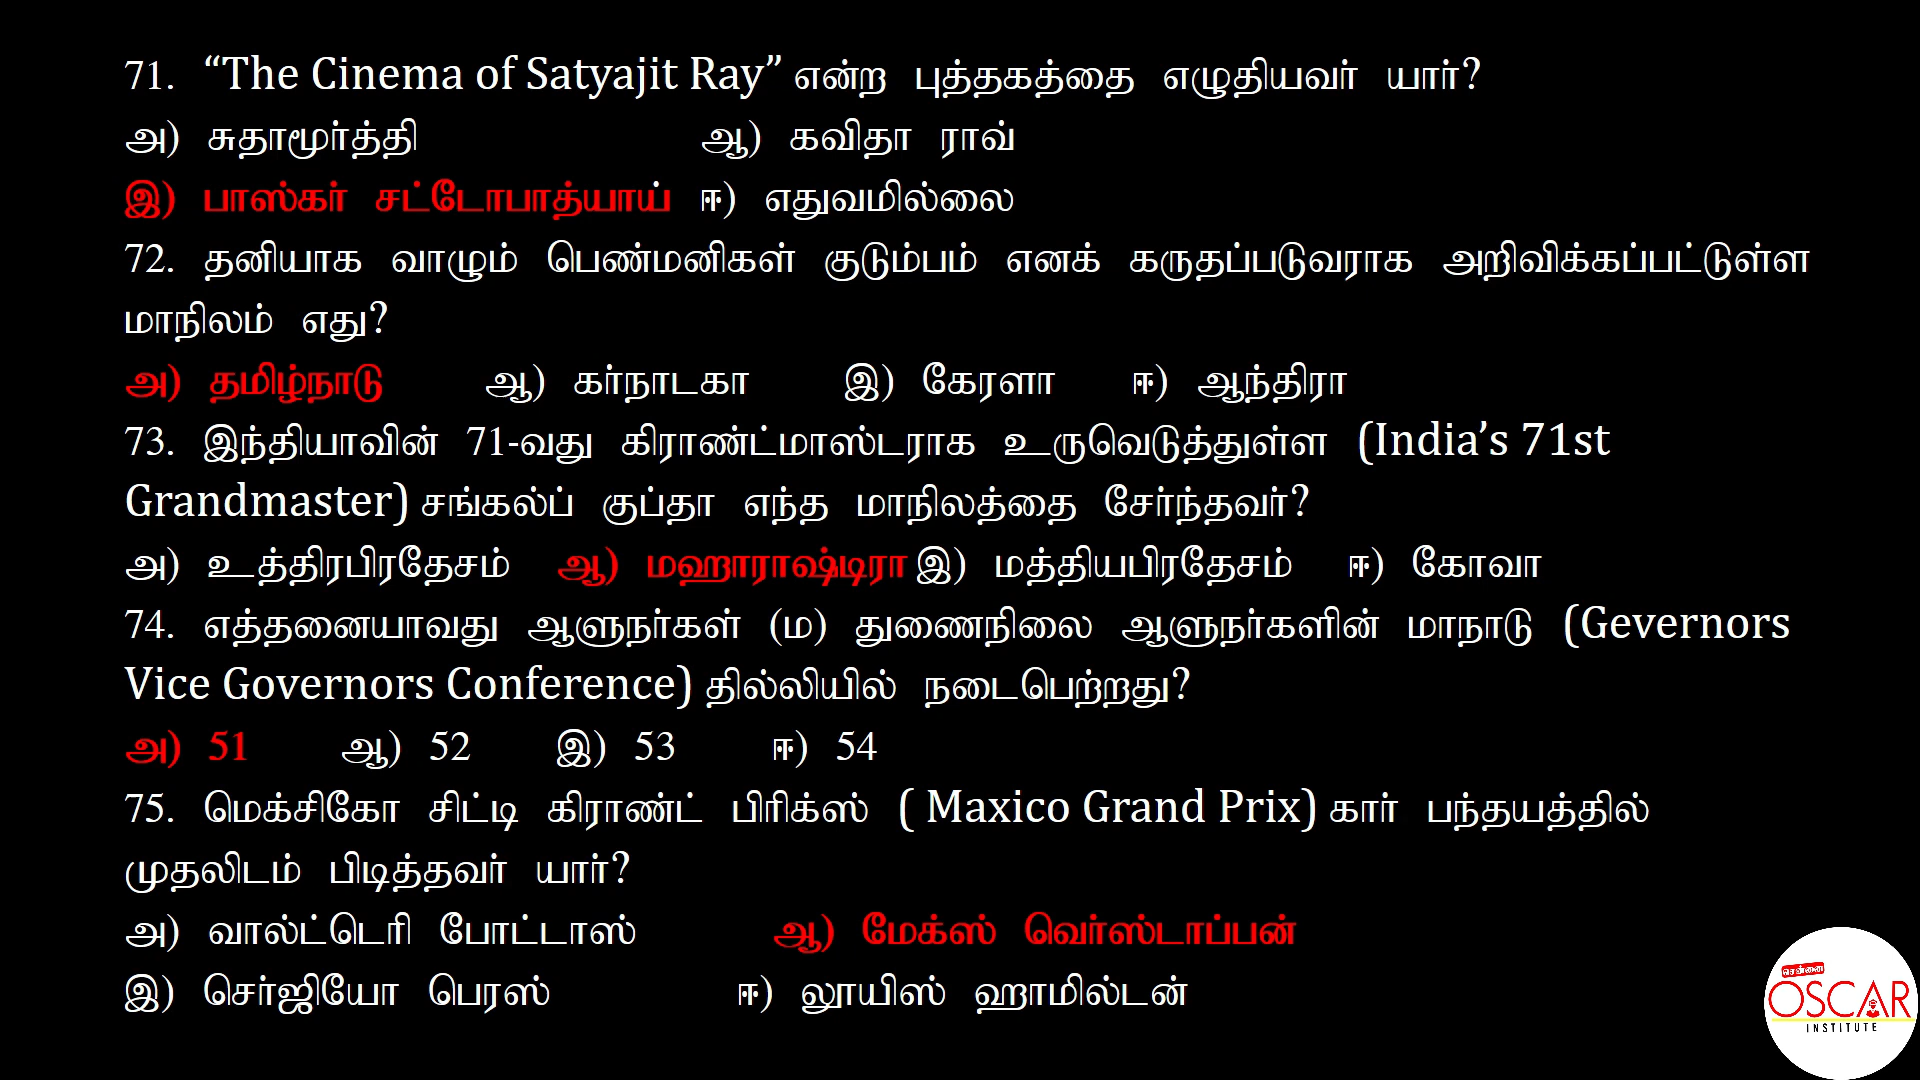 71. “The Cinema of Satyajit Ray” என்ற புத்தகத்தை எழுதியவர் யார்?
அ) சுதாமூர்த்தி ஆ) கவிதா ராவ்
இ) பாஸ்கர் சட்டோபாத்யாய் ஈ) எதுவமில்லை
72. தனியாக வாழும் பெண்மனிகள் குடும்பம் எனக் கருதப்படுவராக அறிவிக்கப்பட்டுள்ள
மாநிலம் எது?
அ) தமிழ்நாடு ஆ) கர்நாடகா இ) கேரளா ஈ) ஆந்திரா
73. இந்தியாவின் 71-வது கிராண்ட்மாஸ்டராக உருவெடுத்துள்ள (India’s 71st
Grandmaster) சங்கல்ப் குப்தா எந்த மாநிலத்தை சேர்ந்தவர்?
அ) உத்திரபிரதேசம் ஆ) மஹாராஷ்டிரா இ) மத்தியபிரதேசம் ஈ) கோவா
74. எத்தனையாவது ஆளுநர்கள் (ம) துணைநிலை ஆளுநர்களின் மாநாடு (Gevernors
Vice Governors Conference) தில்லியில் நடைபெற்றது?
அ) 51 ஆ) 52 இ) 53 ஈ) 54
75. மெக்சிகோ சிட்டி கிராண்ட் பிரிக்ஸ் ( Maxico Grand Prix) கார் பந்தயத்தில்
முதலிடம் பிடித்தவர் யார்?
அ) வால்ட்டெரி போட்டாஸ் ஆ) மேக்ஸ் வெர்ஸ்டாப்பன்
இ) செர்ஜியோ பெரஸ் ஈ) லூயிஸ் ஹாமில்டன்
சென்னை
OSCAR
INSTITUTE